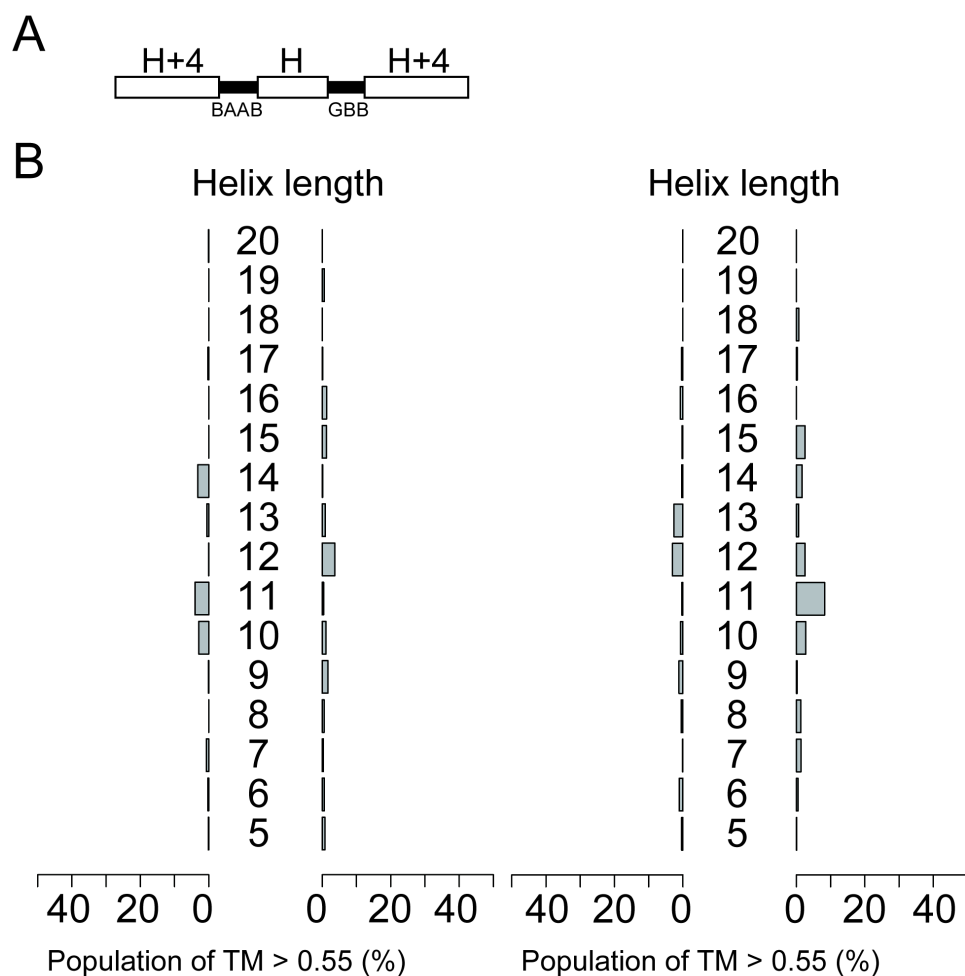 A
H+4 H H+4
BAAB GBB
B
Helix length Helix length
20 20
19 19
18 18
17 17
16 16
15 15
14 14
13 13
12 12
11 11
10 10
9 9
8 8
7 7
6 6
5 5
40 20 0 0 20 40 40 20 0 0 20 40
Population of TM > 0.55 (%) Population of TM > 0.55 (%)